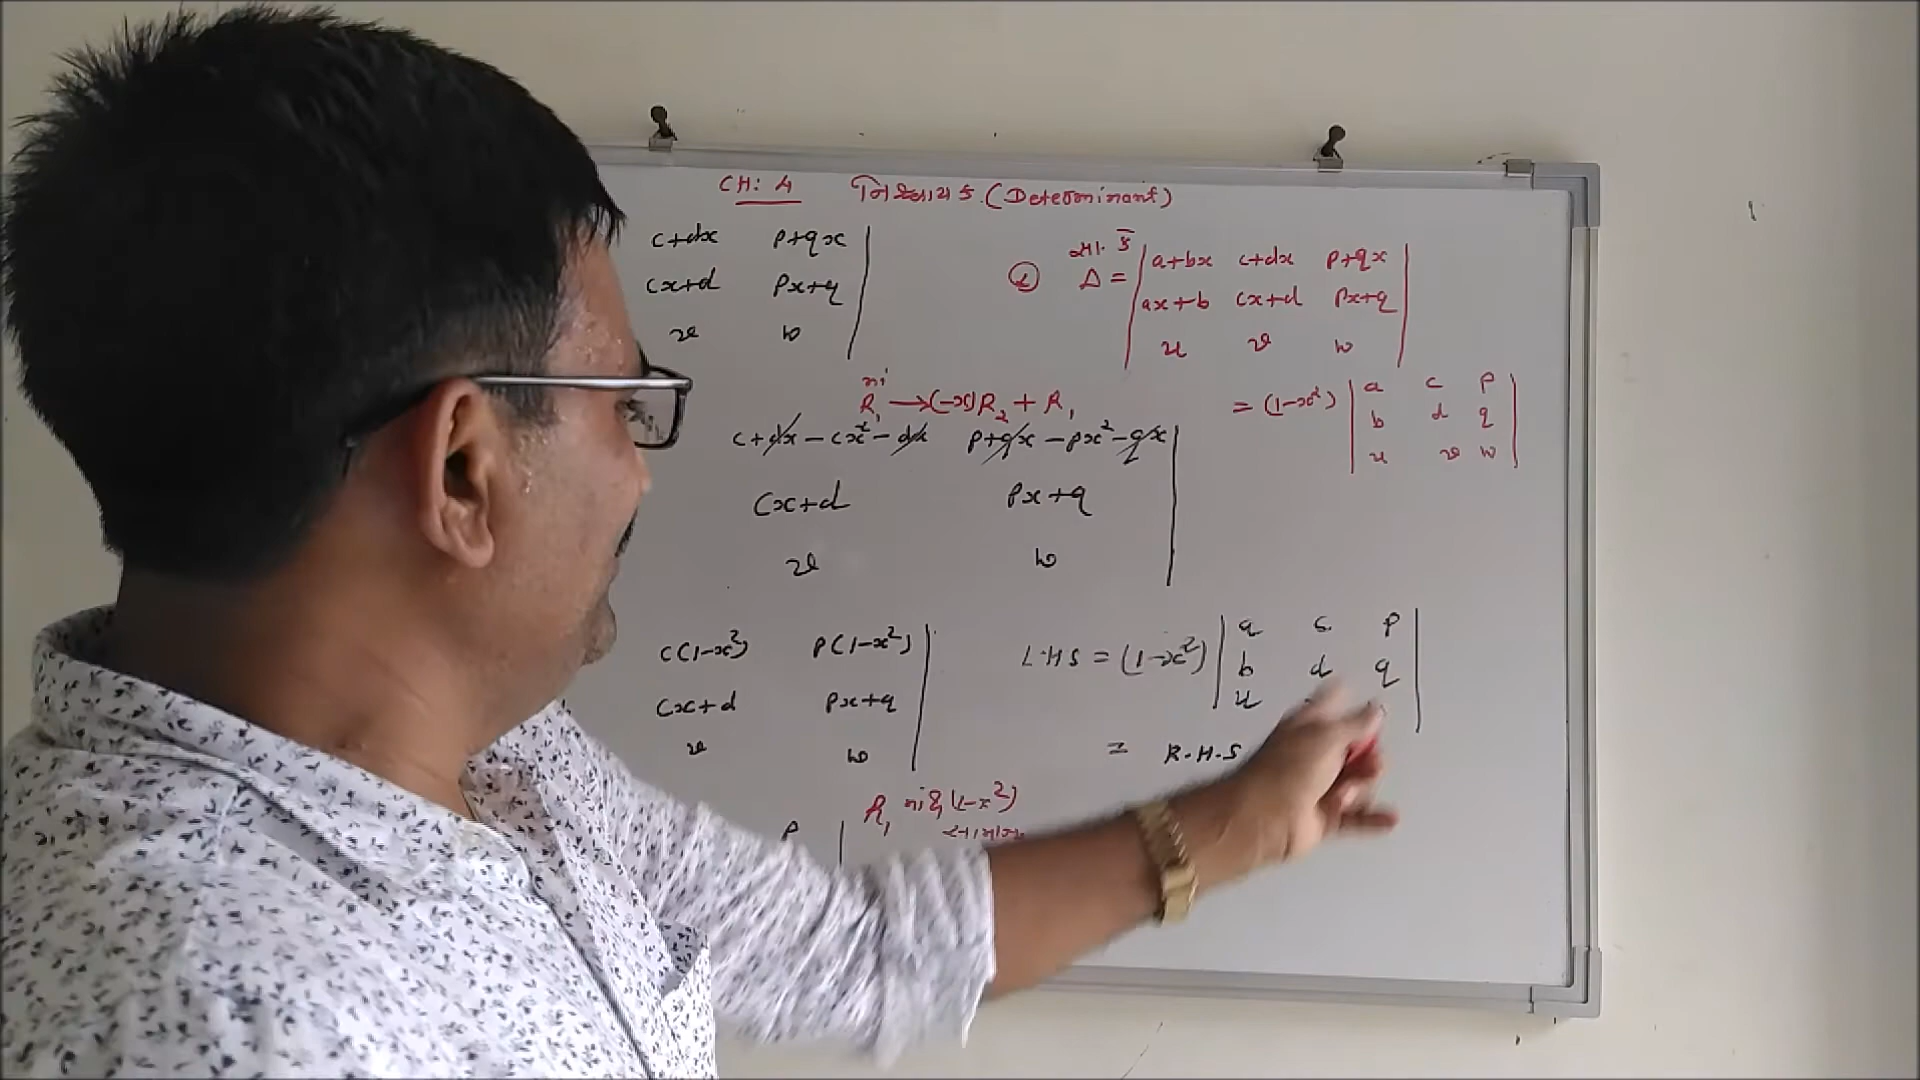 CH: 4 નિશ્ચાયક (Determinant)
c+dx p+qx
cx+d px+q
v w
સા. કે
② Δ = | a+bx c+dx p+qx |
| ax+b cx+d px+q |
| u v w |
= (1-x²) | a c p |
| b d q |
| u v w |
R₁ ને → (-x)R₂ + R₁
c+dx-cx²-dx p+qx-px²-qx
cx+d px+q
v w
c(1-x²) p(1-x²)
cx+d px+q
v w
L.H.S = (1-x²) | a c p |
| b d q |
| u
= R.H.S
R₁ (1-x²)
p